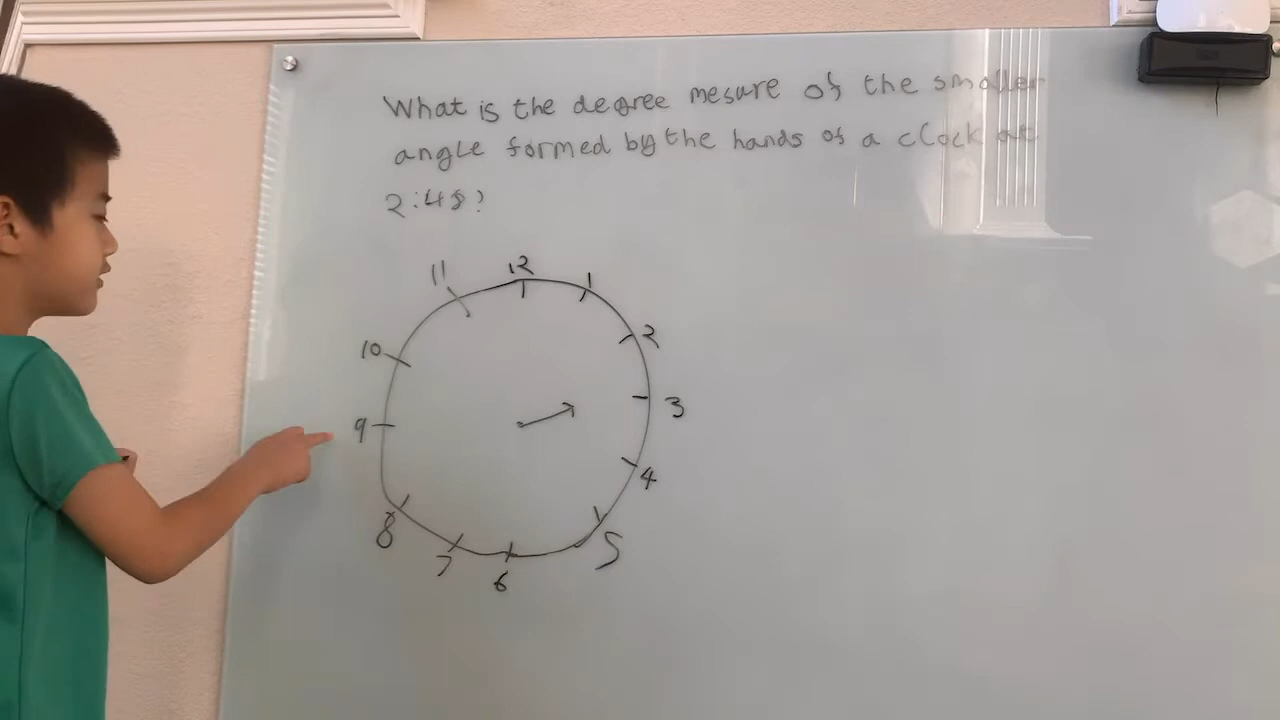 What is the degree mesure of the smaller
angle formed by the hands of a clock at
2:48?
11 12 1
10 2
9 3
8 4
7 6 5